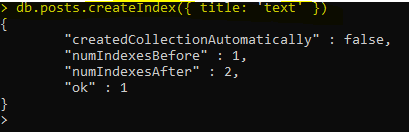 > db.posts.createIndex({ title: 'text' })
{
        "createdCollectionAutomatically" : false,
        "numIndexesBefore" : 1,
        "numIndexesAfter" : 2,
        "ok" : 1
}
>